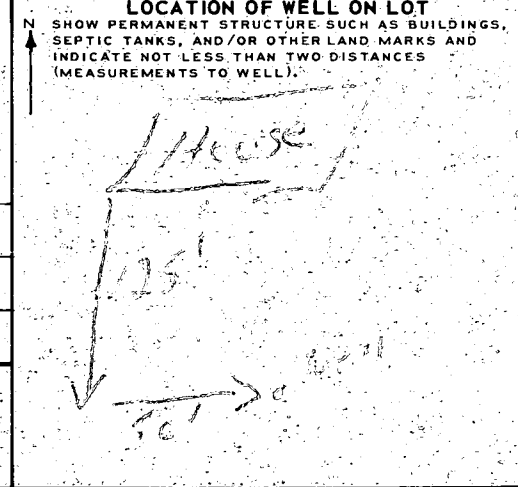 LOCATION OF WELL ON LOT
N SHOW PERMANENT STRUCTURE SUCH AS BUILDINGS,
SEPTIC TANKS, AND/OR OTHER LAND MARKS AND
INDICATE NOT LESS THAN TWO DISTANCES
(MEASUREMENTS TO WELL).
House
125'
50'
well